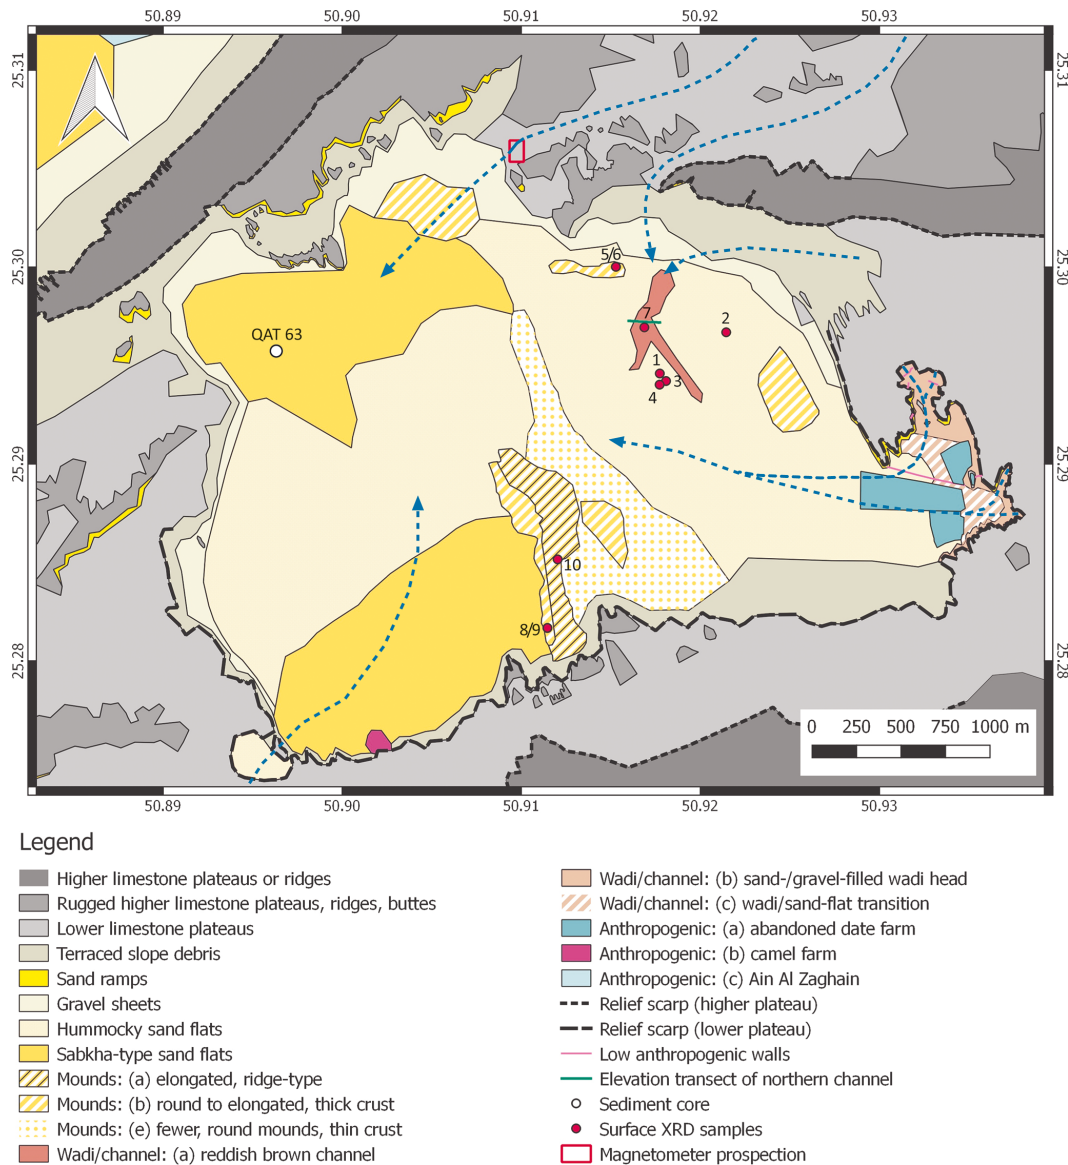 50.89 50.90 50.91 50.92 50.93
25.31 25.31
25.30 25.30
5/6
7
2
QAT 63
1
3
4
25.29 25.29
10
8/9
25.28 25.28
0 250 500 750 1000 m
50.89 50.90 50.91 50.92 50.93
Legend
Higher limestone plateaus or ridges
Rugged higher limestone plateaus, ridges, buttes
Lower limestone plateaus
Terraced slope debris
Sand ramps
Gravel sheets
Hummocky sand flats
Sabkha-type sand flats
Mounds: (a) elongated, ridge-type
Mounds: (b) round to elongated, thick crust
Mounds: (e) fewer, round mounds, thin crust
Wadi/channel: (a) reddish brown channel
Wadi/channel: (b) sand-/gravel-filled wadi head
Wadi/channel: (c) wadi/sand-flat transition
Anthropogenic: (a) abandoned date farm
Anthropogenic: (b) camel farm
Anthropogenic: (c) Ain Al Zaghain
Relief scarp (higher plateau)
Relief scarp (lower plateau)
Low anthropogenic walls
Elevation transect of northern channel
Sediment core
Surface XRD samples
Magnetometer prospection